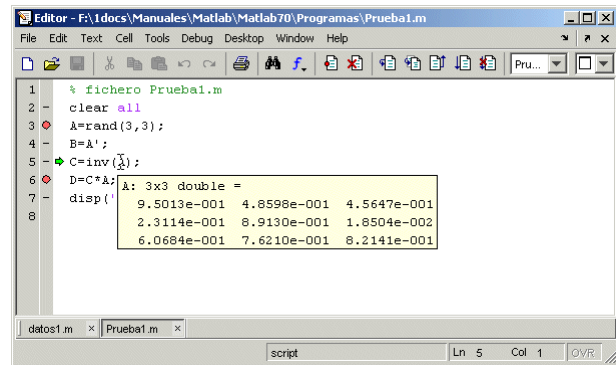 Editor - F:\1docs\Manuales\Matlab\Matlab70\Programas\Prueba1.m
File Edit Text Cell Tools Debug Desktop Window Help
Pru...
1 % fichero Prueba1.m
2 - clear all
3 A=rand(3,3);
4 - B=A';
5 - C=inv(A);
6 D=C*A;
7 - disp('
8
A: 3x3 double =
9.5013e-001 4.8598e-001 4.5647e-001
2.3114e-001 8.9130e-001 1.8504e-002
6.0684e-001 7.6210e-001 8.2141e-001
datos1.m × Prueba1.m ×
script Ln 5 Col 1 OVR